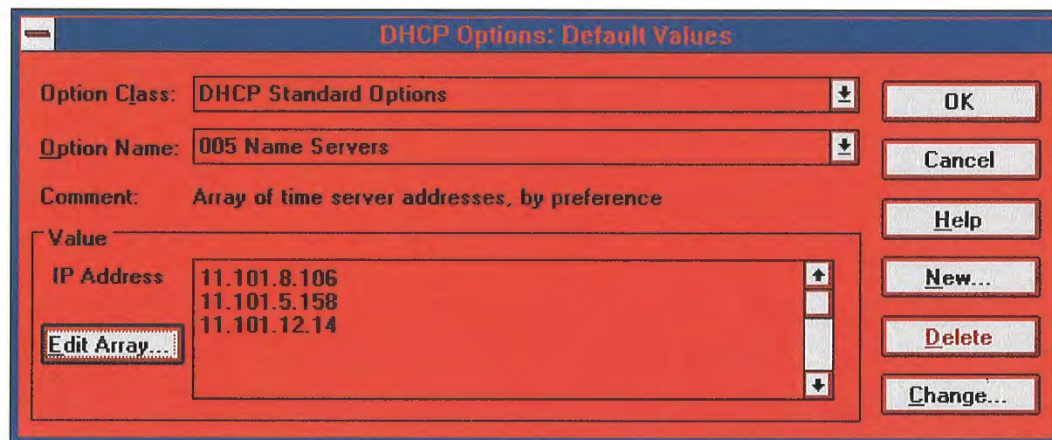 DHCP Options: Default Values
Option Class: DHCP Standard Options
OK
Option Name: 005 Name Servers
Cancel
Comment: Array of time server addresses, by preference
Help
Value
IP Address
11.101.8.106
11.101.5.158
11.101.12.14
New...
Edit Array...
Delete
Change...